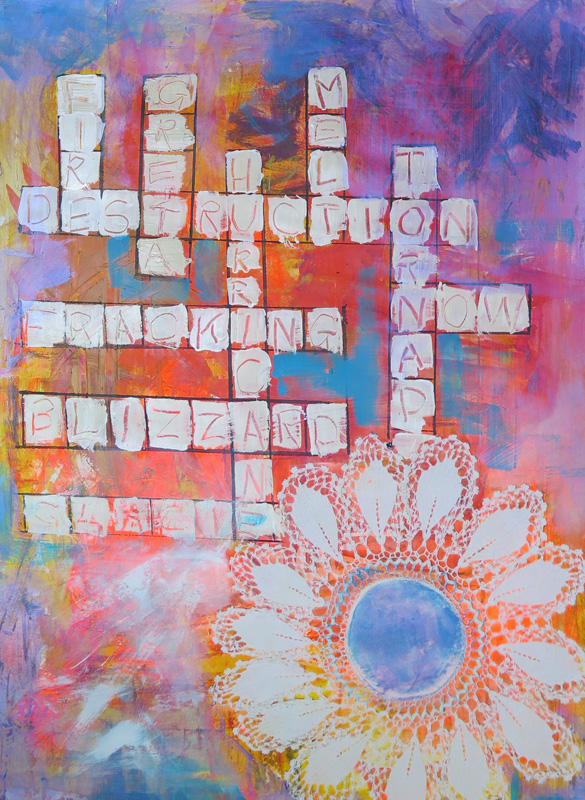 FIRE
GRETA
MELT
HURRICANE
TORNADO
DESTRUCTION
NOW
FRACKING
BLIZZARD